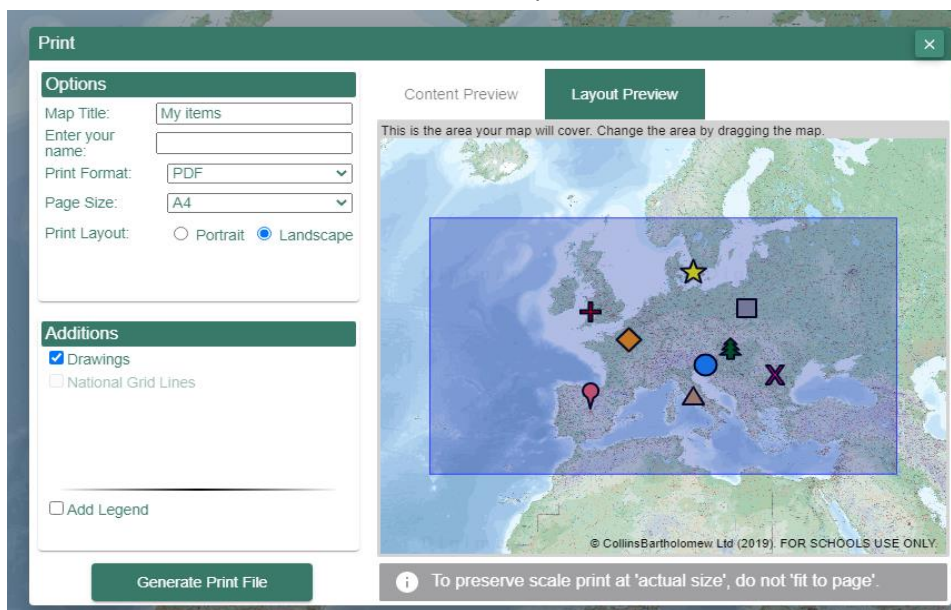 Print
×
Options
Map Title: My items
Enter your
name:
Print Format: PDF
Page Size: A4
Print Layout: Portrait Landscape
Additions
Drawings
National Grid Lines
Add Legend
Generate Print File
Content Preview Layout Preview
This is the area your map will cover. Change the area by dragging the map.
© CollinsBartholomew Ltd (2019). FOR SCHOOLS USE ONLY.
i To preserve scale print at 'actual size', do not 'fit to page'.